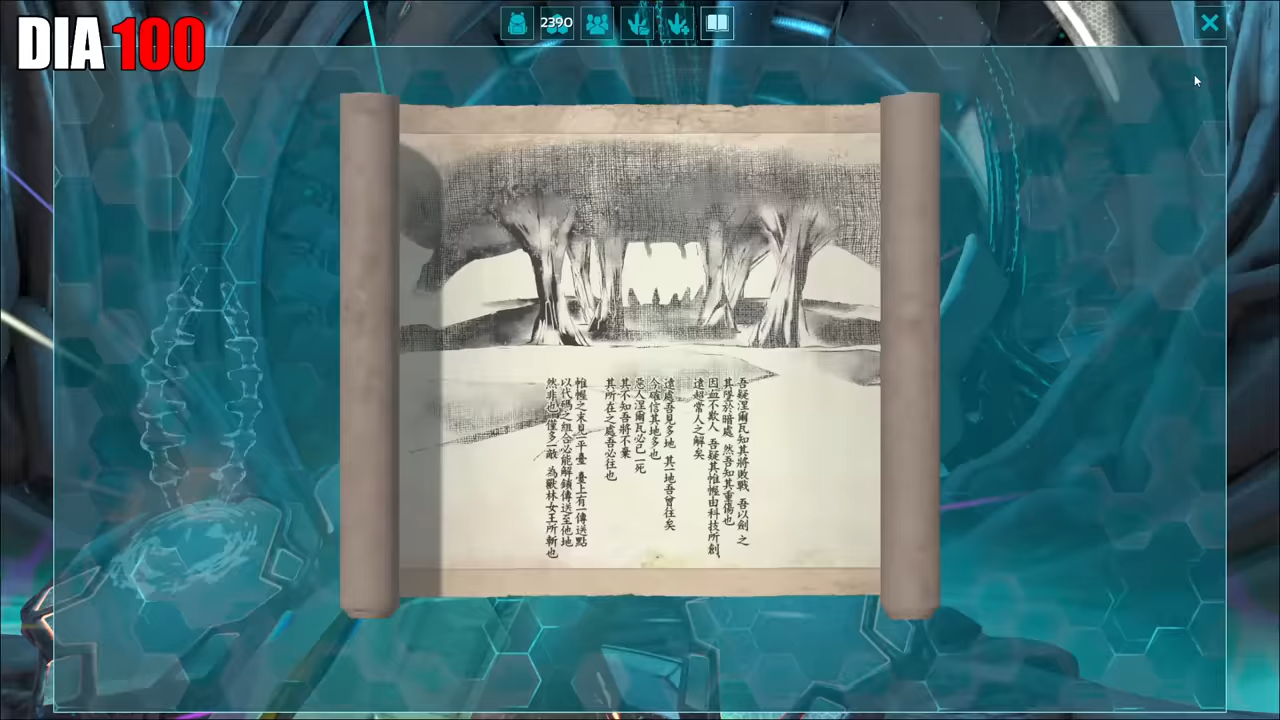 DIA 100
2390
吾疑涅爾瓦知其將敗戰 吾以劍 之
其墜於暗處 然吾知其重傷也
因血不欺人 吾疑其帷幄由科技所創
遠超常人之解矣
遠處吾見多地 其一地吾曾往矣
今確信其地多也
惡人涅爾瓦必已一死
其不知吾將不棄
其所在之處吾必往也
帷幄之末見一平臺 臺上有一傳送點
以代碼之組合必能解鎖傳送至他地
然非也 僅多一敵 為獸林女王所斬也